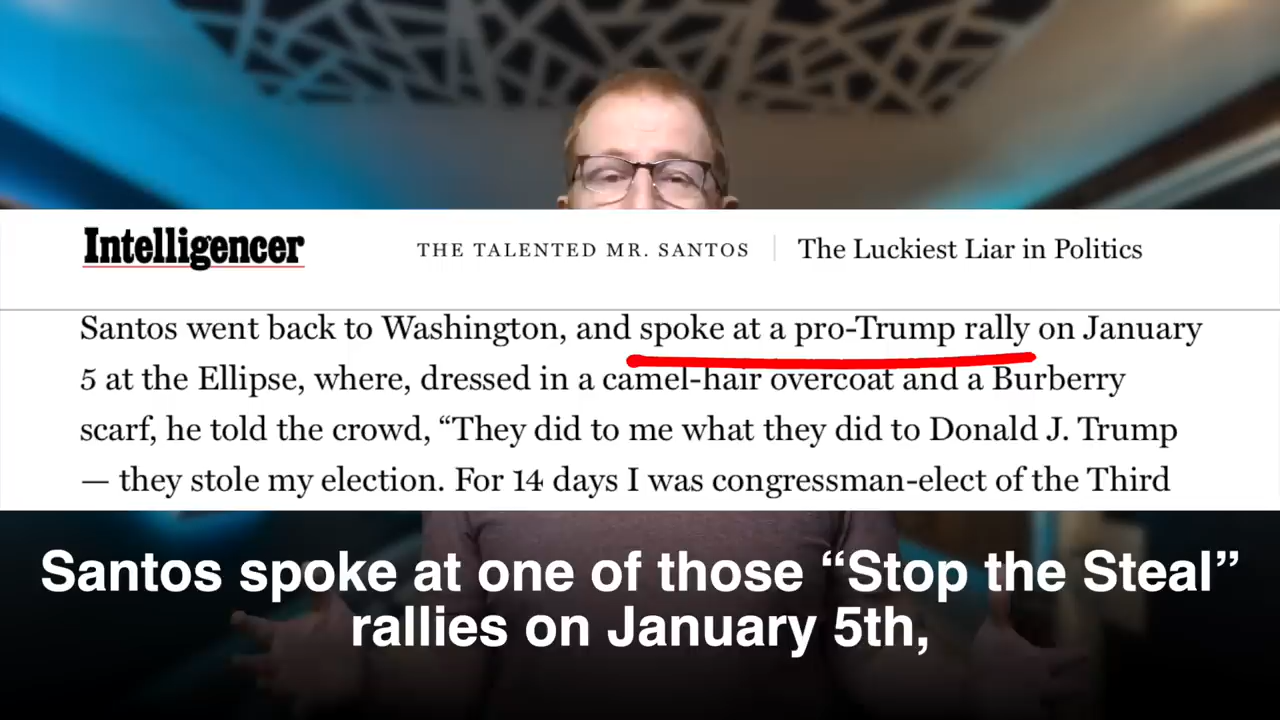 Intelligencer
THE TALENTED MR. SANTOS
The Luckiest Liar in Politics
Santos went back to Washington, and spoke at a pro-Trump rally on January
5 at the Ellipse, where, dressed in a camel-hair overcoat and a Burberry
scarf, he told the crowd, “They did to me what they did to Donald J. Trump
— they stole my election. For 14 days I was congressman-elect of the Third
Santos spoke at one of those “Stop the Steal”
rallies on January 5th,